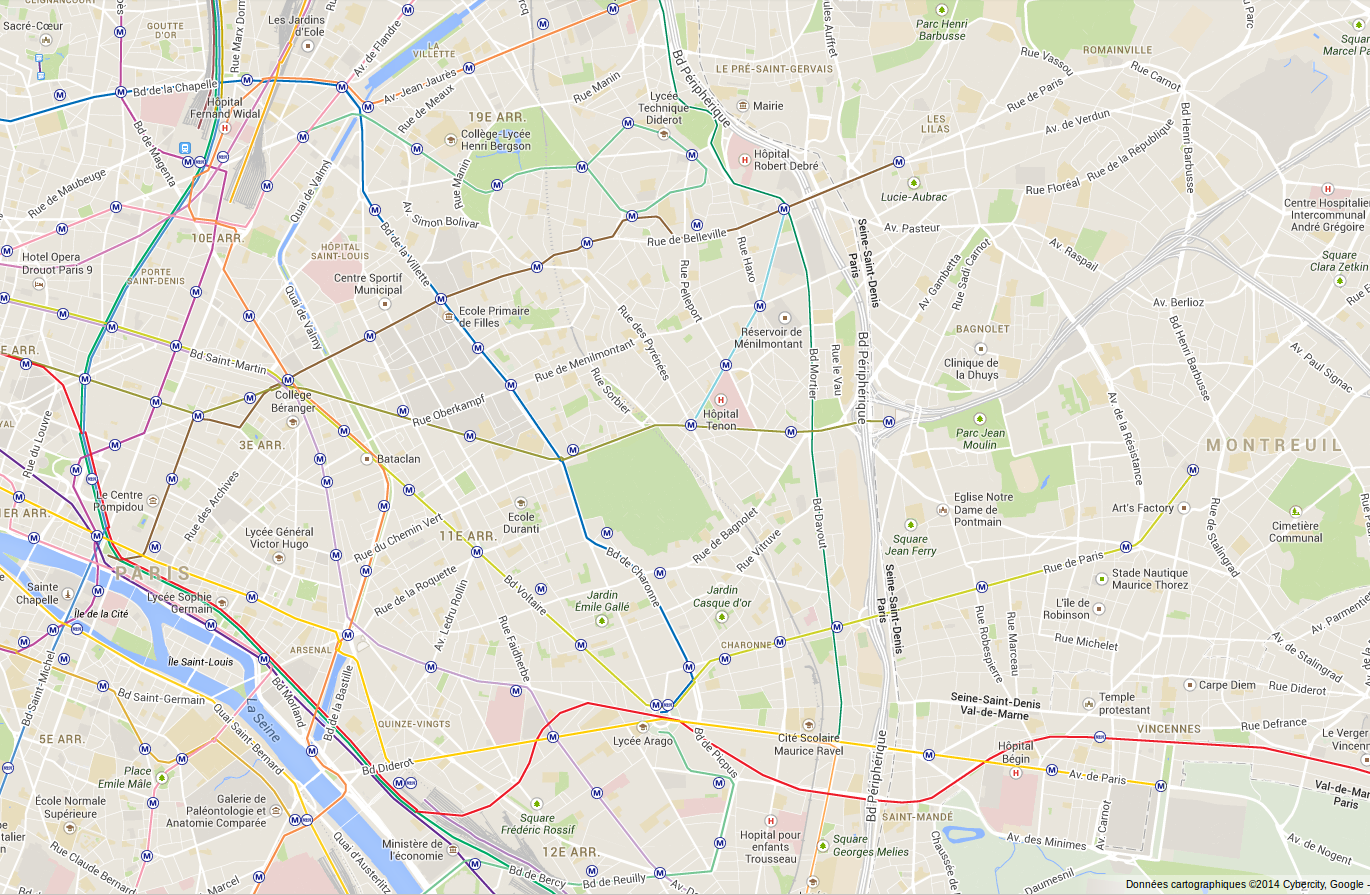 CLIGNANCOURT
Sacré-Cœur
GOUTTE
D'OR
Rue Marx Dorm
Les Jardins
d'Eole
Av. de Flandre
LA
VILLETTE
Parc Henri
Barbusse
ROMAINVILLE
Rue Vassou
Rue Carnot
Bd Périphérique
LE PRÉ-SAINT-GERVAIS
Mairie
Rue de Paris
Av. de Verdun
Bd de la Chapelle
Av. Jean Jaurès
Rue de Meaux
Rue Manin
Hôpital
Fernand Widal
19E ARR.
Collège-Lycée
Henri Bergson
Lycée
Technique
Diderot
LES
LILAS
Hôpital
Robert Debré
Bd de Magenta
Rue de Maubeuge
Quai de Valmy
Rue Manin
Rue de la République
Bd Henri Barbusse
Rue Floréal
Lucie-Aubrac
Centre Hospitalier
Intercommunal
André Grégoire
Av. Simon Bolivar
10E ARR.
Rue de Belleville
Av. Pasteur
Seine-Saint-Denis
Paris
Hotel Opera
Drouot Paris 9
PORTE
SAINT-DENIS
HÔPITAL
SAINT-LOUIS
Bd de la Villette
Centre Sportif
Municipal
Rue Haxo
Rue Pelleport
Av. Gambetta
Rue Sadi Carnot
Av. Raspail
Square
Clara Zetkin
Quai de Valmy
Ecole Primaire
de Filles
Rue des Pyrénées
Réservoir de
Ménilmontant
BAGNOLET
Clinique de
la Dhuys
Av. Berlioz
Bd Henri Barbusse
Av. Paul Signac
Bd Saint-Martin
Rue de Menilmontant
Rue Sorbier
Bd Mortier
Rue le Vau
Bd Périphérique
Collège
Béranger
Rue Oberkampf
Hôpital
Tenon
Parc Jean
Moulin
Av. de la Résistance
MONTREUIL
Rue du Louvre
3E ARR.
Bataclan
Le Centre
Pompidou
Rue des Archives
1ER ARR.
Lycée Général
Victor Hugo
Rue du Chemin Vert
Ecole
Duranti
11E ARR.
Rue de Bagnolet
Rue Vitruve
Bd Davout
Eglise Notre
Dame de
Pontmain
Square
Jean Ferry
Art's Factory
Rue de Stalingrad
Cimetière
Communal
PARIS
Rue de la Roquette
Bd Voltaire
Bd de Charonne
Rue de Paris
Stade Nautique
Maurice Thorez
Sainte
Chapelle
Lycée Sophie
Germain
Île de la Cité
Av. Ledru Rollin
Jardin
Émile Gallé
Jardin
Casque d'or
Seine-Saint-Denis
Paris
L'île de
Robinson
Av. Parmentier
Rue Faidherbe
CHARONNE
Rue Robespierre
Rue Marceau
Rue Michelet
Av. de Stalingrad
ARSENAL
Île Saint-Louis
Bd Saint-Michel
Bd Saint-Germain
Bd Morland
La Seine
Bd de la Bastille
Carpe Diem
Rue Diderot
Seine-Saint-Denis
Val-de-Marne
Temple
protestant
Quai Saint-Bernard
QUINZE-VINGTS
Lycée Arago
Bd de Picpus
Cité Scolaire
Maurice Ravel
Hôpital
Bégin
VINCENNES
Rue Defrance
Le Verger
5E ARR.
Bd Diderot
Bd Périphérique
Av. de Paris
Place
Emile Mâle
École Normale
Supérieure
Galerie de
Paléontologie et
Anatomie Comparée
Square
Frédéric Rossif
Val-de-Mar
Paris
SAINT-MANDÉ
Hopital pour
enfants
Trousseau
Square
Georges Melies
Av. des Minimes
Av. Carnot
Av. de Nogent
Rue Claude Bernard
Quai d'Austerlitz
Ministère de
l'économie
12E ARR.
Bd de Bercy
Bd de Reuilly
Daumesnil
Données cartographiques ©2014 Cybercity, Google